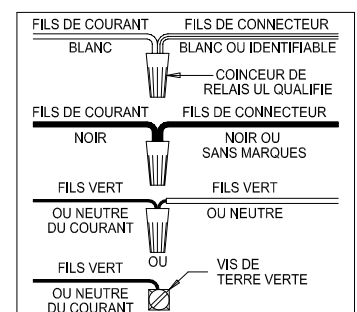 FILS DE COURANT FILS DE CONNECTEUR
BLANC BLANC OU IDENTIFIABLE
COINCEUR DE
RELAIS UL QUALIFIE
FILS DE COURANT FILS DE CONNECTEUR
NOIR NOIR OU
SANS MARQUES
FILS VERT FILS VERT
OU NEUTRE OU NEUTRE
DU COURANT
OU
FILS VERT VIS DE
TERRE VERTE
OU NEUTRE
DU COURANT